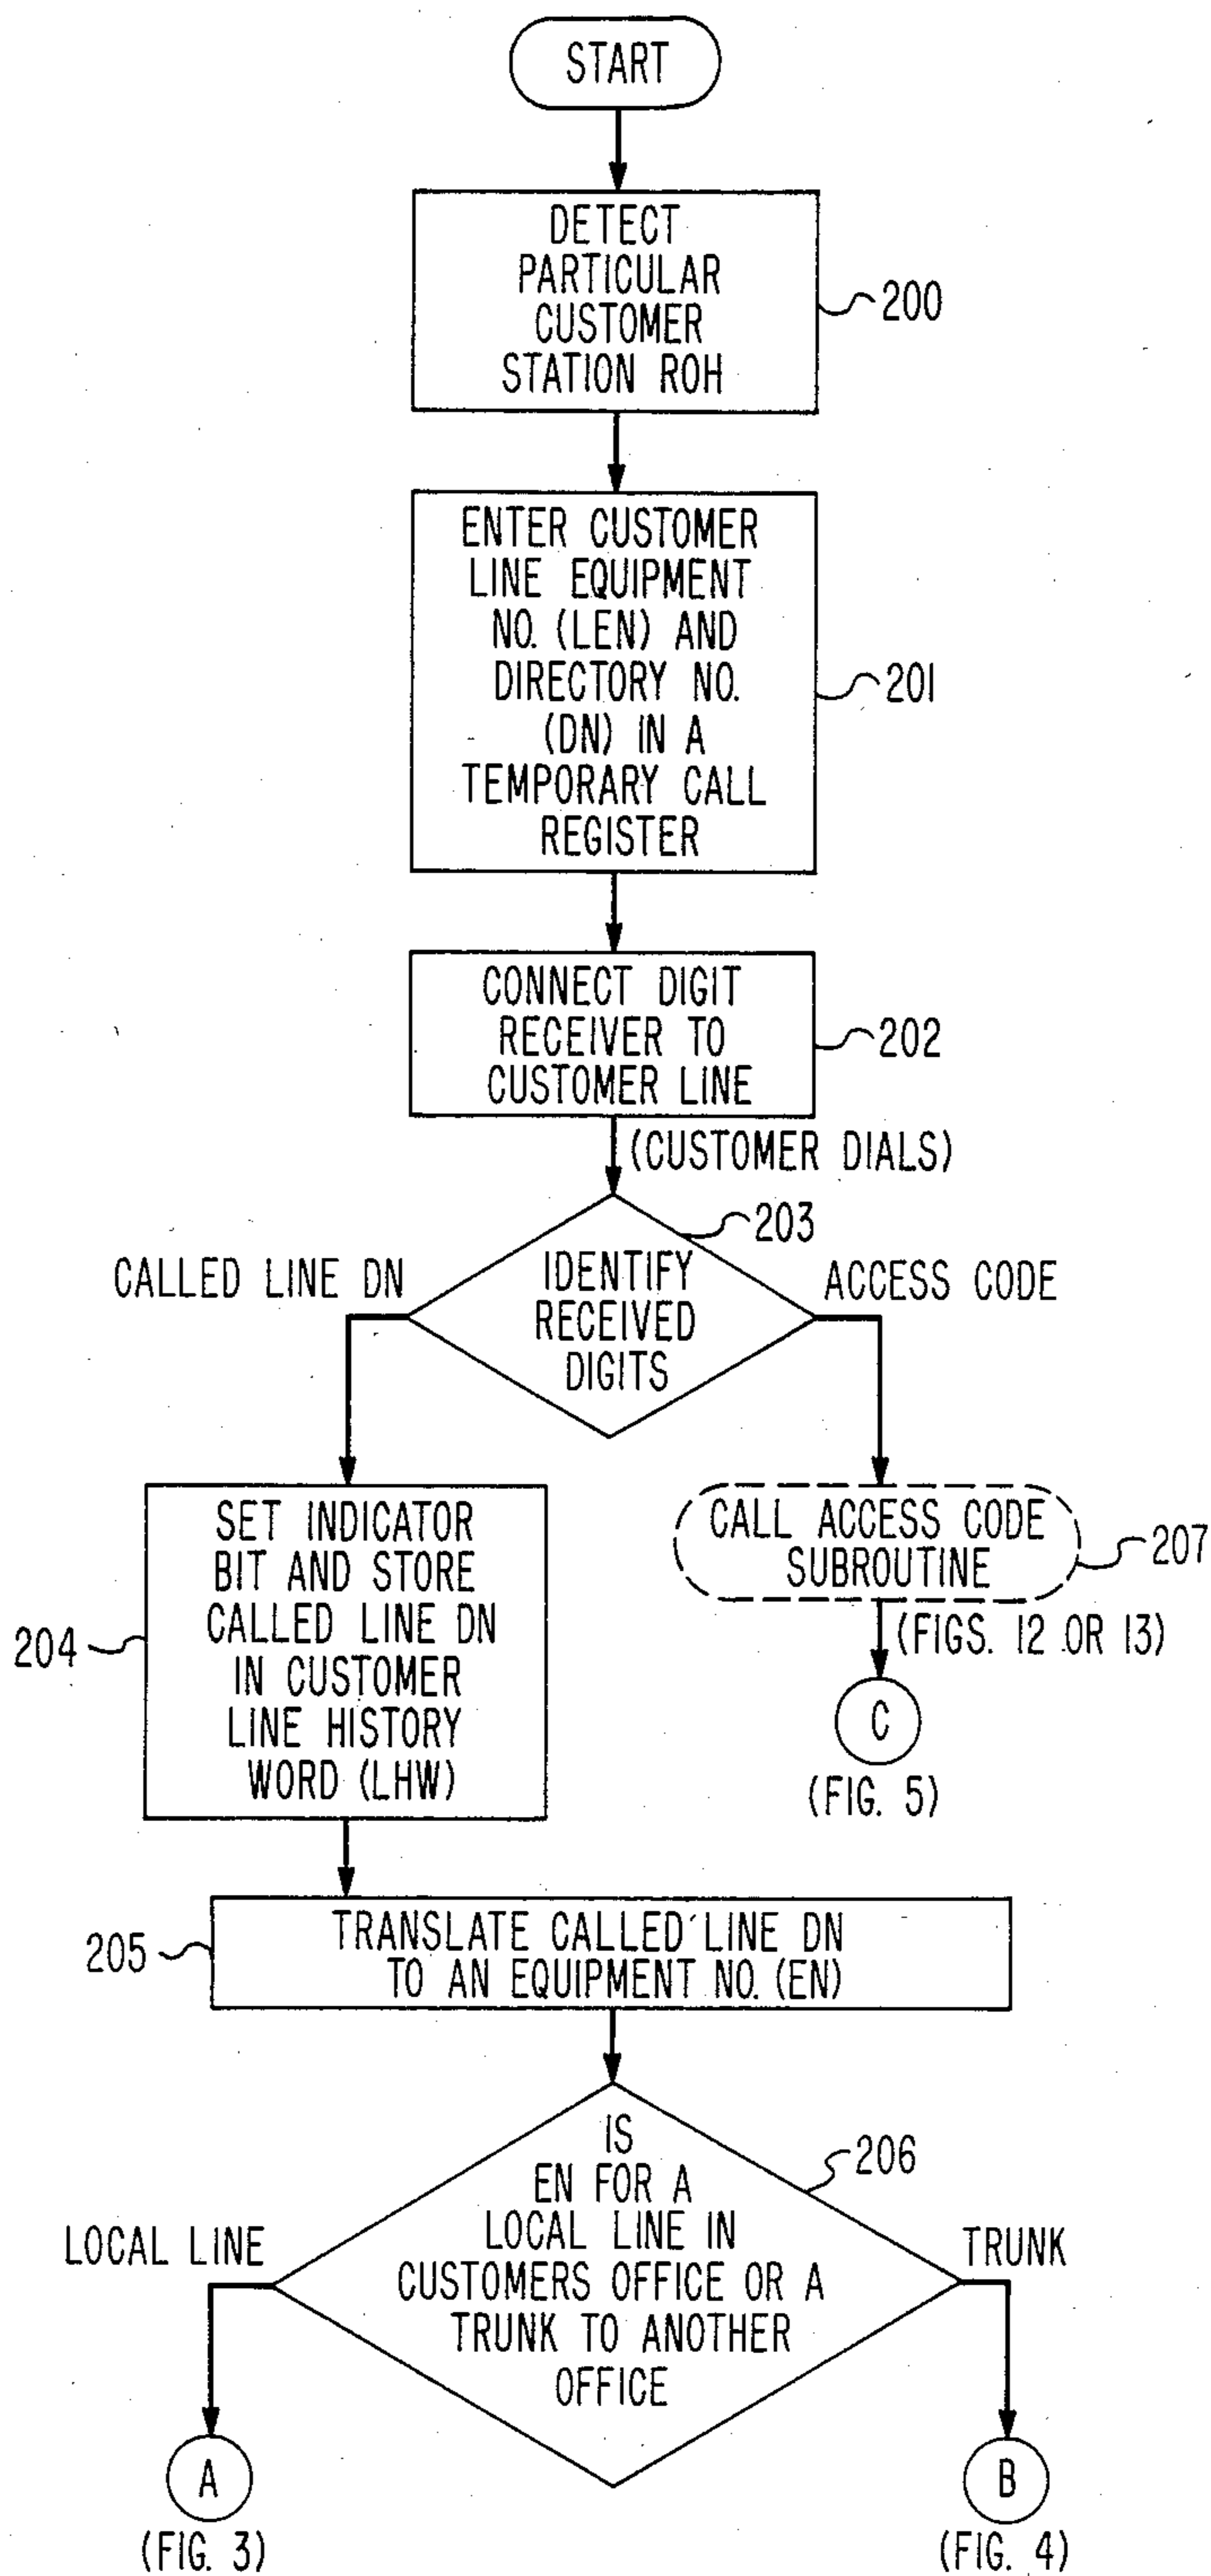 START
DETECT
PARTICULAR
CUSTOMER
STATION ROH
200
ENTER CUSTOMER
LINE EQUIPMENT
NO. (LEN) AND
DIRECTORY NO.
(DN) IN A
TEMPORARY CALL
REGISTER
201
CONNECT DIGIT
RECEIVER TO
CUSTOMER LINE
202
(CUSTOMER DIALS)
203
CALLED LINE DN
IDENTIFY
RECEIVED
DIGITS
ACCESS CODE
SET INDICATOR
BIT AND STORE
CALLED LINE DN
IN CUSTOMER
LINE HISTORY
WORD (LHW)
204
CALL ACCESS CODE
SUBROUTINE
207
(FIGS. 12 OR 13)
C
(FIG. 5)
205
TRANSLATE CALLED LINE DN
TO AN EQUIPMENT NO. (EN)
206
LOCAL LINE
IS
EN FOR A
LOCAL LINE IN
CUSTOMERS OFFICE OR A
TRUNK TO ANOTHER
OFFICE
TRUNK
A
(FIG. 3)
B
(FIG. 4)